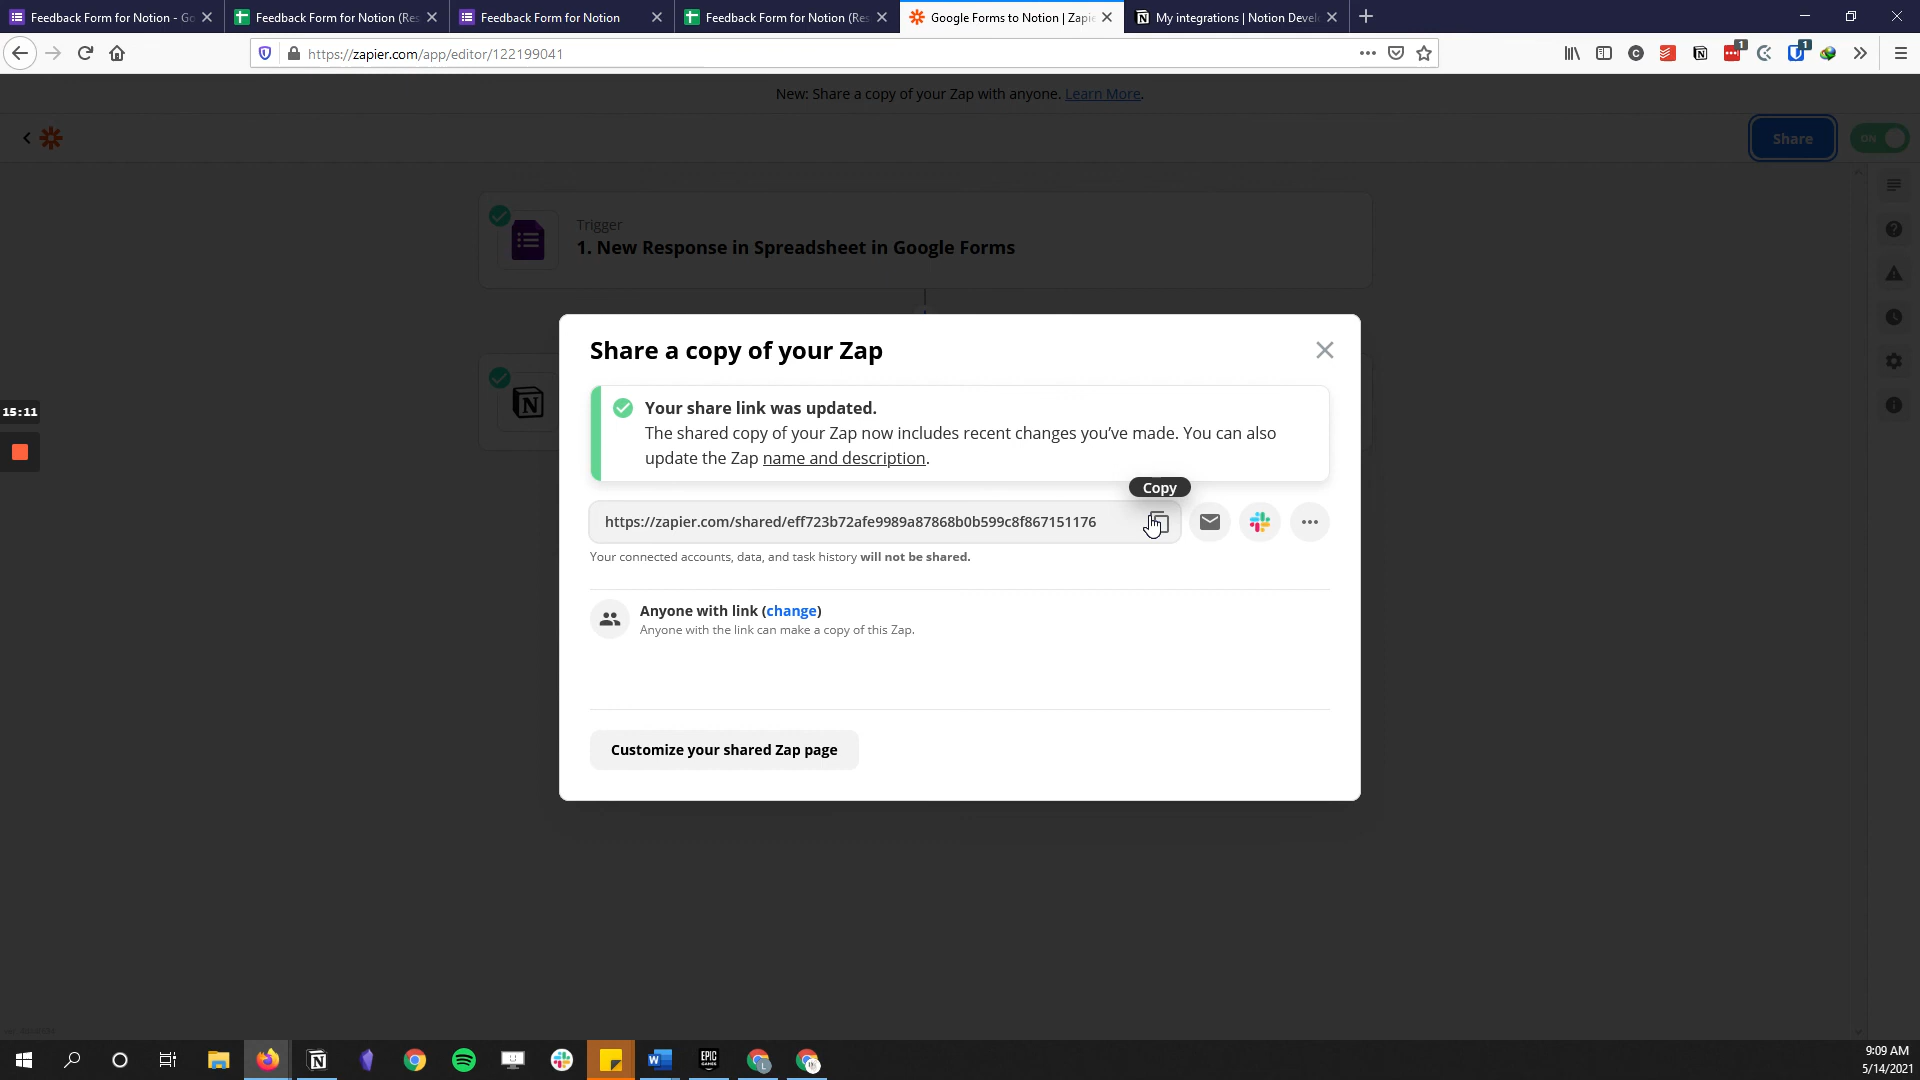 Feedback Form for Notion - Go
Feedback Form for Notion (Res
Feedback Form for Notion
Feedback Form for Notion (Res
Google Forms to Notion | Zapie
My integrations | Notion Devel
https://zapier.com/app/editor/122199041
New: Share a copy of your Zap with anyone. Learn More.
Share
ON
Trigger
1. New Response in Spreadsheet in Google Forms
15:11
Share a copy of your Zap
Your share link was updated.
The shared copy of your Zap now includes recent changes you've made. You can also
update the Zap name and description.
Copy
https://zapier.com/shared/eff723b72afe9989a87868b0b599c8f867151176
Your connected accounts, data, and task history will not be shared.
Anyone with link (change)
Anyone with the link can make a copy of this Zap.
Customize your shared Zap page
9:09 AM
5/14/2021